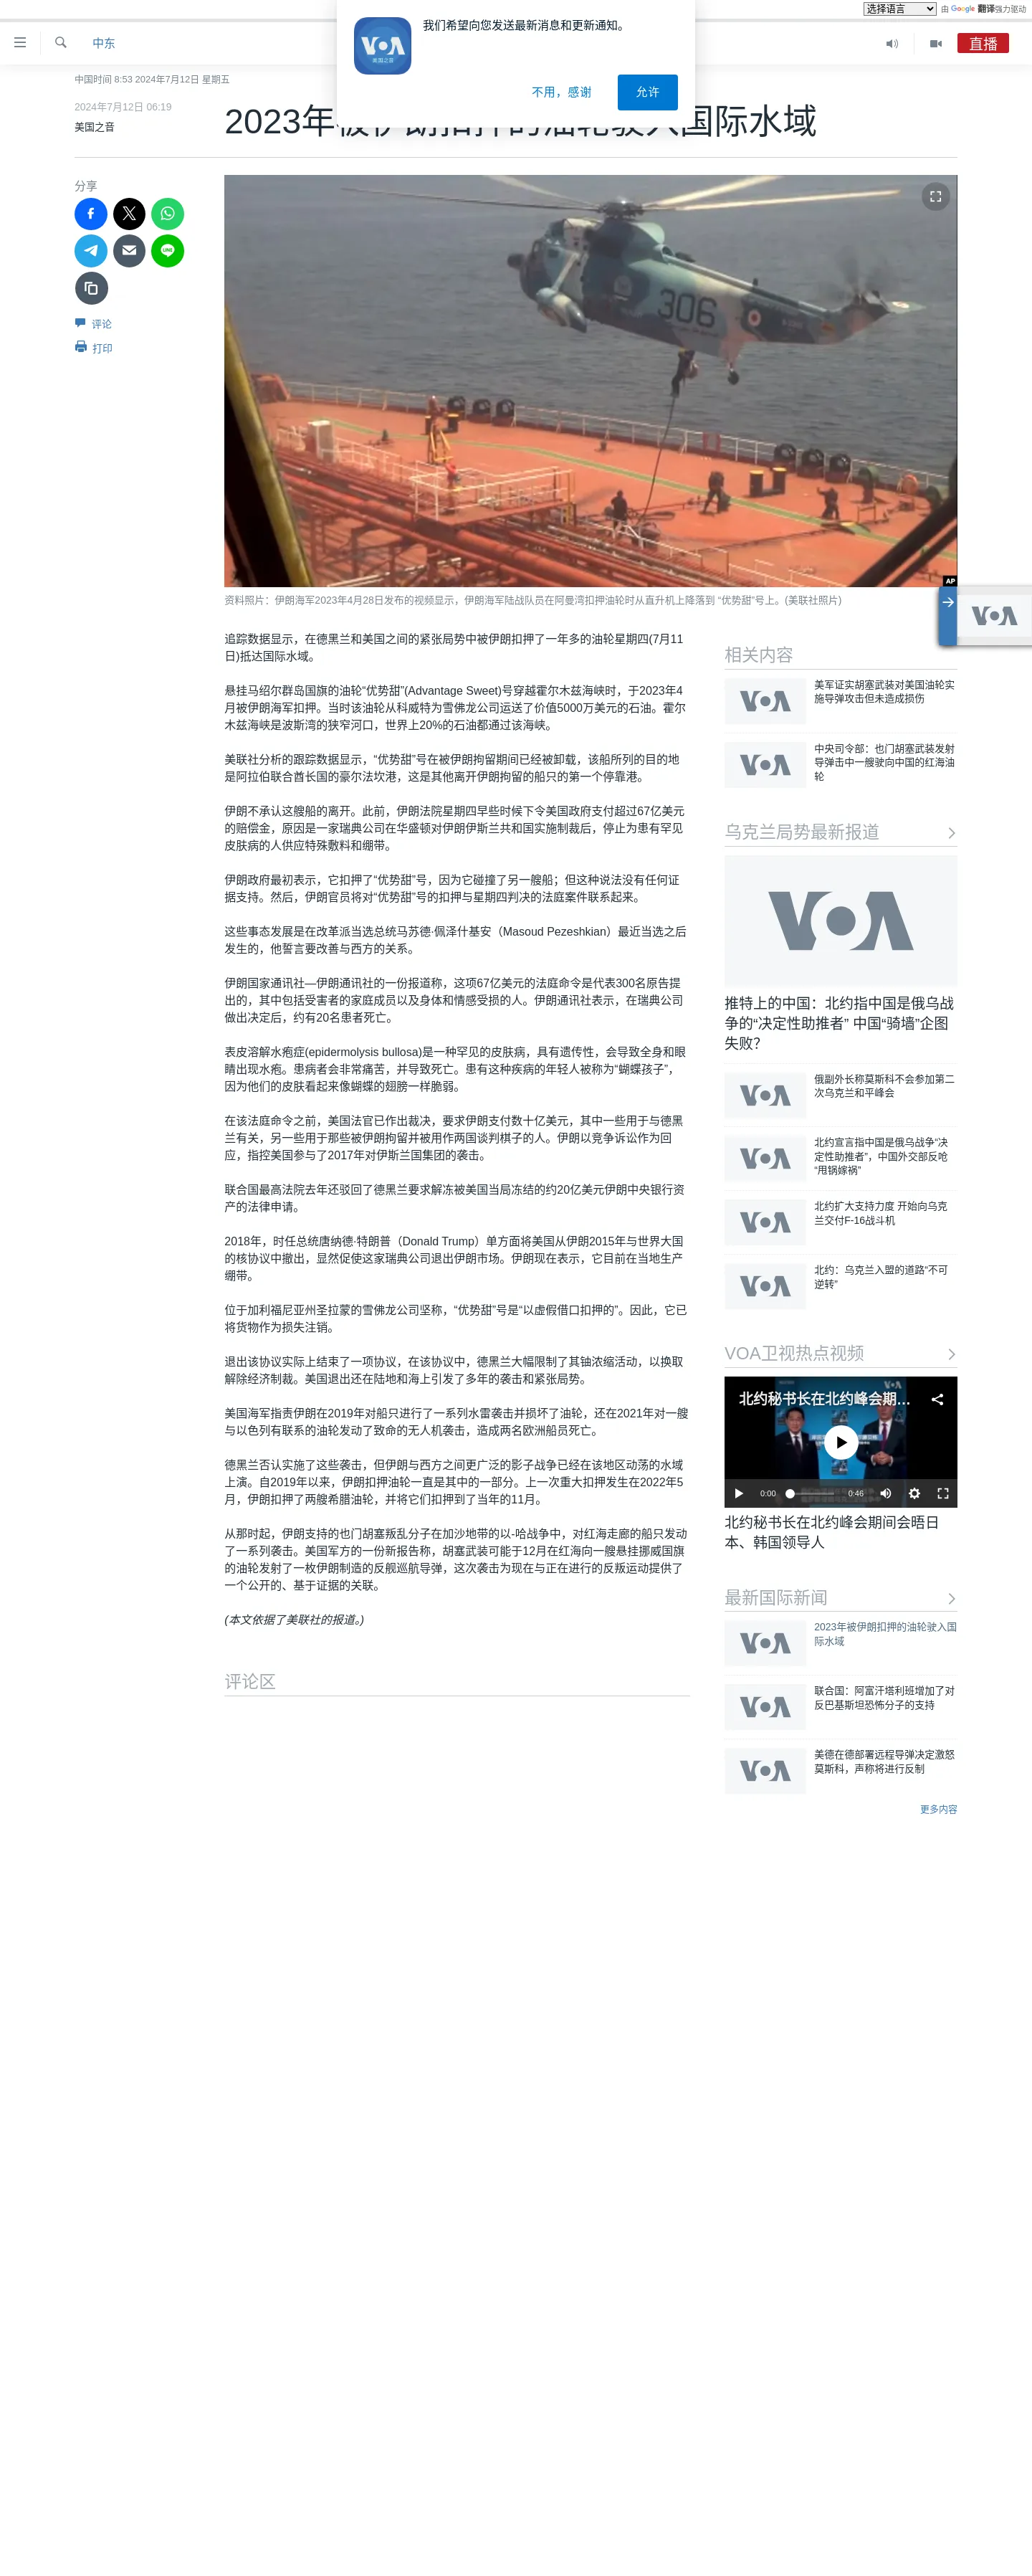 选择语言
由 Google 翻译强力驱动
我们希望向您发送最新消息和更新通知。
VOA
美国之音
不用，感谢
允许
中东
直播
中国时间 8:53 2024年7月12日 星期五
2024年7月12日 06:19
美国之音
2023年被伊朗扣押的油轮驶入国际水域
分享
评论
打印
306
AP
资料照片：伊朗海军2023年4月28日发布的视频显示，伊朗海军陆战队员在阿曼湾扣押油轮时从直升机上降落到 “优势甜”号上。(美联社照片)
VOA
追踪数据显示，在德黑兰和美国之间的紧张局势中被伊朗扣押了一年多的油轮星期四(7月11
日)抵达国际水域。
悬挂马绍尔群岛国旗的油轮“优势甜”(Advantage Sweet)号穿越霍尔木兹海峡时，于2023年4
月被伊朗海军扣押。当时该油轮从科威特为雪佛龙公司运送了价值5000万美元的石油。霍尔
木兹海峡是波斯湾的狭窄河口，世界上20%的石油都通过该海峡。
美联社分析的跟踪数据显示，“优势甜”号在被伊朗拘留期间已经被卸载，该船所列的目的地
是阿拉伯联合酋长国的豪尔法坎港，这是其他离开伊朗拘留的船只的第一个停靠港。
伊朗不承认这艘船的离开。此前，伊朗法院星期四早些时候下令美国政府支付超过67亿美元
的赔偿金，原因是一家瑞典公司在华盛顿对伊朗伊斯兰共和国实施制裁后，停止为患有罕见
皮肤病的人供应特殊敷料和绷带。
伊朗政府最初表示，它扣押了“优势甜”号，因为它碰撞了另一艘船；但这种说法没有任何证
据支持。然后，伊朗官员将对“优势甜”号的扣押与星期四判决的法庭案件联系起来。
这些事态发展是在改革派当选总统马苏德·佩泽什基安（Masoud Pezeshkian）最近当选之后
发生的，他誓言要改善与西方的关系。
伊朗国家通讯社—伊朗通讯社的一份报道称，这项67亿美元的法庭命令是代表300名原告提
出的，其中包括受害者的家庭成员以及身体和情感受损的人。伊朗通讯社表示，在瑞典公司
做出决定后，约有20名患者死亡。
表皮溶解水疱症(epidermolysis bullosa)是一种罕见的皮肤病，具有遗传性，会导致全身和眼
睛出现水疱。患病者会非常痛苦，并导致死亡。患有这种疾病的年轻人被称为“蝴蝶孩子”，
因为他们的皮肤看起来像蝴蝶的翅膀一样脆弱。
在该法庭命令之前，美国法官已作出裁决，要求伊朗支付数十亿美元，其中一些用于与德黑
兰有关，另一些用于那些被伊朗拘留并被用作两国谈判棋子的人。伊朗以竞争诉讼作为回
应，指控美国参与了2017年对伊斯兰国集团的袭击。
联合国最高法院去年还驳回了德黑兰要求解冻被美国当局冻结的约20亿美元伊朗中央银行资
产的法律申请。
2018年，时任总统唐纳德·特朗普（Donald Trump）单方面将美国从伊朗2015年与世界大国
的核协议中撤出，显然促使这家瑞典公司退出伊朗市场。伊朗现在表示，它目前在当地生产
绷带。
位于加利福尼亚州圣拉蒙的雪佛龙公司坚称，“优势甜”号是“以虚假借口扣押的”。因此，它已
将货物作为损失注销。
退出该协议实际上结束了一项协议，在该协议中，德黑兰大幅限制了其铀浓缩活动，以换取
解除经济制裁。美国退出还在陆地和海上引发了多年的袭击和紧张局势。
美国海军指责伊朗在2019年对船只进行了一系列水雷袭击并损坏了油轮，还在2021年对一艘
与以色列有联系的油轮发动了致命的无人机袭击，造成两名欧洲船员死亡。
德黑兰否认实施了这些袭击，但伊朗与西方之间更广泛的影子战争已经在该地区动荡的水域
上演。自2019年以来，伊朗扣押油轮一直是其中的一部分。上一次重大扣押发生在2022年5
月，伊朗扣押了两艘希腊油轮，并将它们扣押到了当年的11月。
从那时起，伊朗支持的也门胡塞叛乱分子在加沙地带的以-哈战争中，对红海走廊的船只发动
了一系列袭击。美国军方的一份新报告称，胡塞武装可能于12月在红海向一艘悬挂挪威国旗
的油轮发射了一枚伊朗制造的反舰巡航导弹，这次袭击为现在与正在进行的反叛运动提供了
一个公开的、基于证据的关联。
(本文依据了美联社的报道。)
评论区
相关内容
VOA
美军证实胡塞武装对美国油轮实
施导弹攻击但未造成损伤
VOA
中央司令部：也门胡塞武装发射
导弹击中一艘驶向中国的红海油
轮
乌克兰局势最新报道
VOA
推特上的中国：北约指中国是俄乌战
争的“决定性助推者” 中国“骑墙”企图
失败？
VOA
俄副外长称莫斯科不会参加第二
次乌克兰和平峰会
VOA
北约宣言指中国是俄乌战争“决
定性助推者”，中国外交部反呛
“甩锅嫁祸”
VOA
北约扩大支持力度 开始向乌克
兰交付F-16战斗机
VOA
北约：乌克兰入盟的道路“不可
逆转”
VOA卫视热点视频
VOA
北约秘书长在北约峰会期...
0:00
0:46
北约秘书长在北约峰会期间会晤日
本、韩国领导人
最新国际新闻
VOA
2023年被伊朗扣押的油轮驶入国
际水域
VOA
联合国：阿富汗塔利班增加了对
反巴基斯坦恐怖分子的支持
VOA
美德在德部署远程导弹决定激怒
莫斯科，声称将进行反制
更多内容